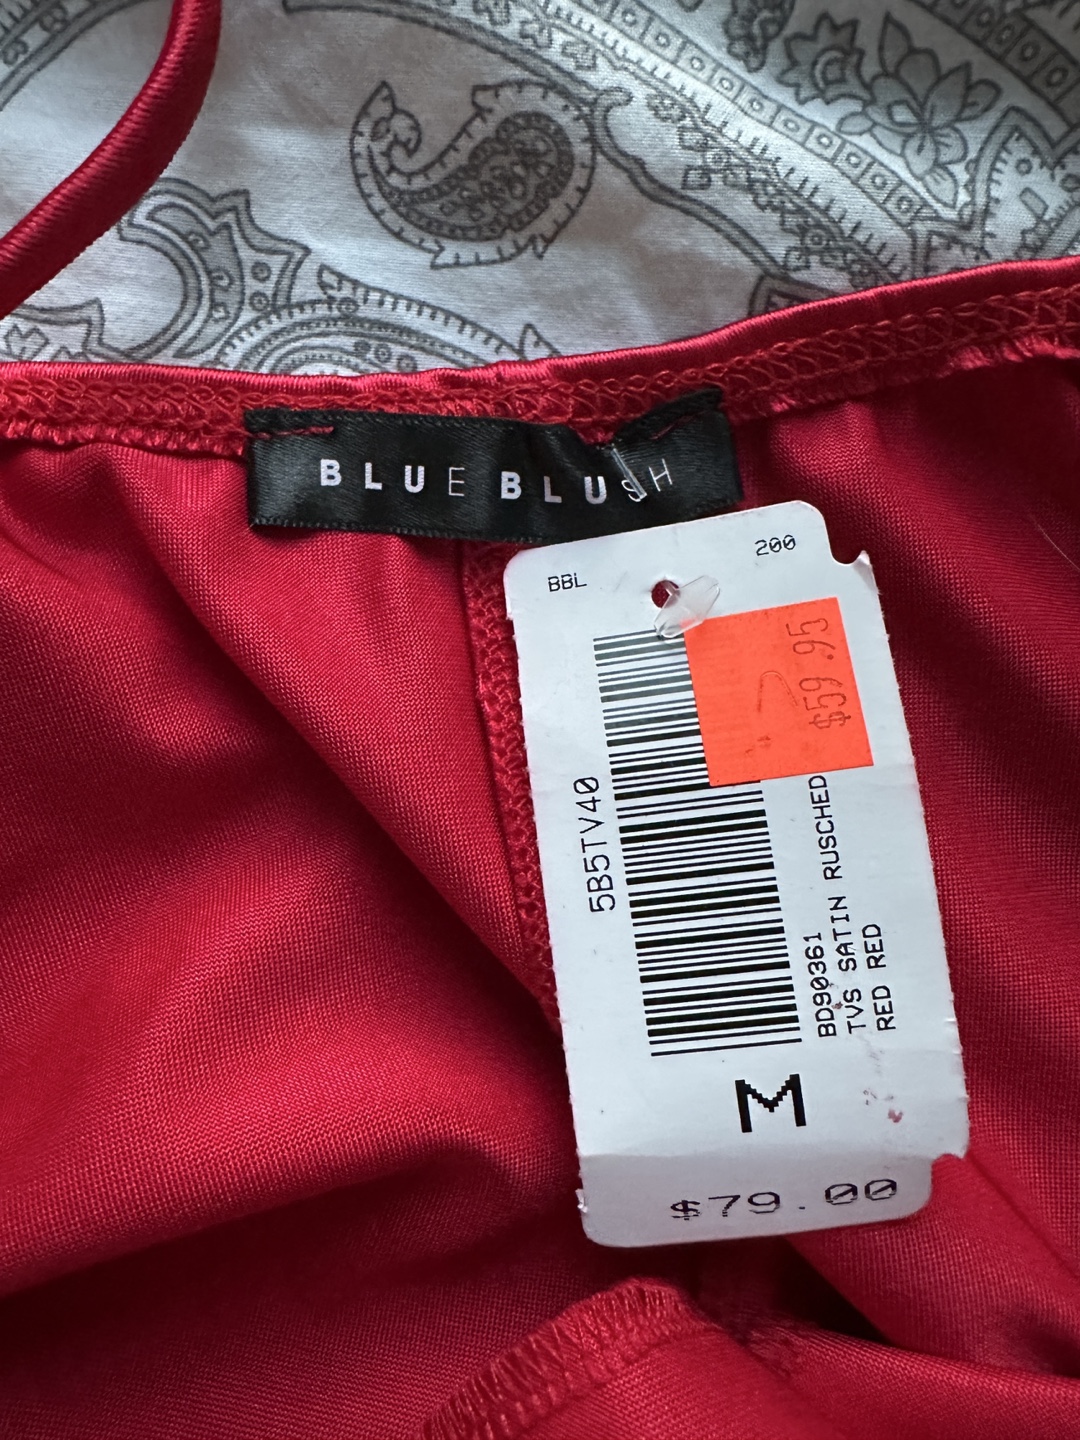 BLUE BLUSH
BBL
200
$59.95
5B5TV40
BD90361
TVS SATIN RUSCHED
RED RED
M
$79.00